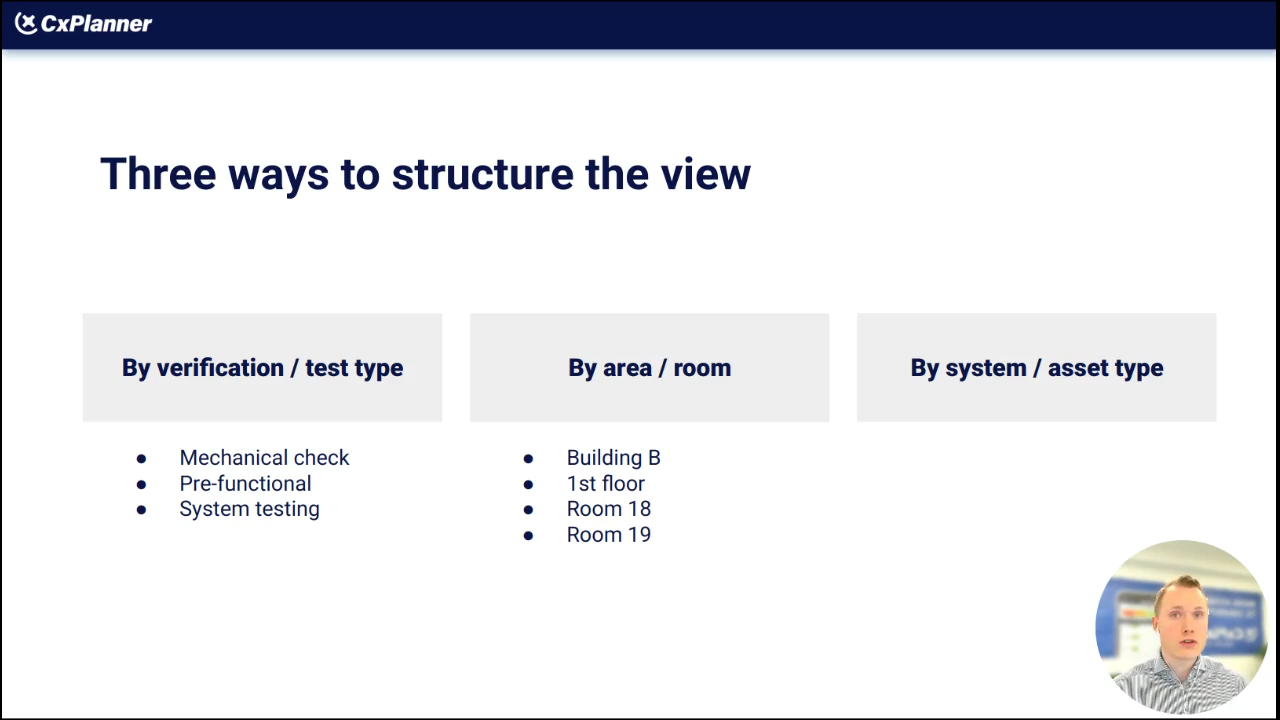 CxPlanner
Three ways to structure the view
By verification / test type
● Mechanical check
● Pre-functional
● System testing
By area / room
● Building B
● 1st floor
● Room 18
● Room 19
By system / asset type